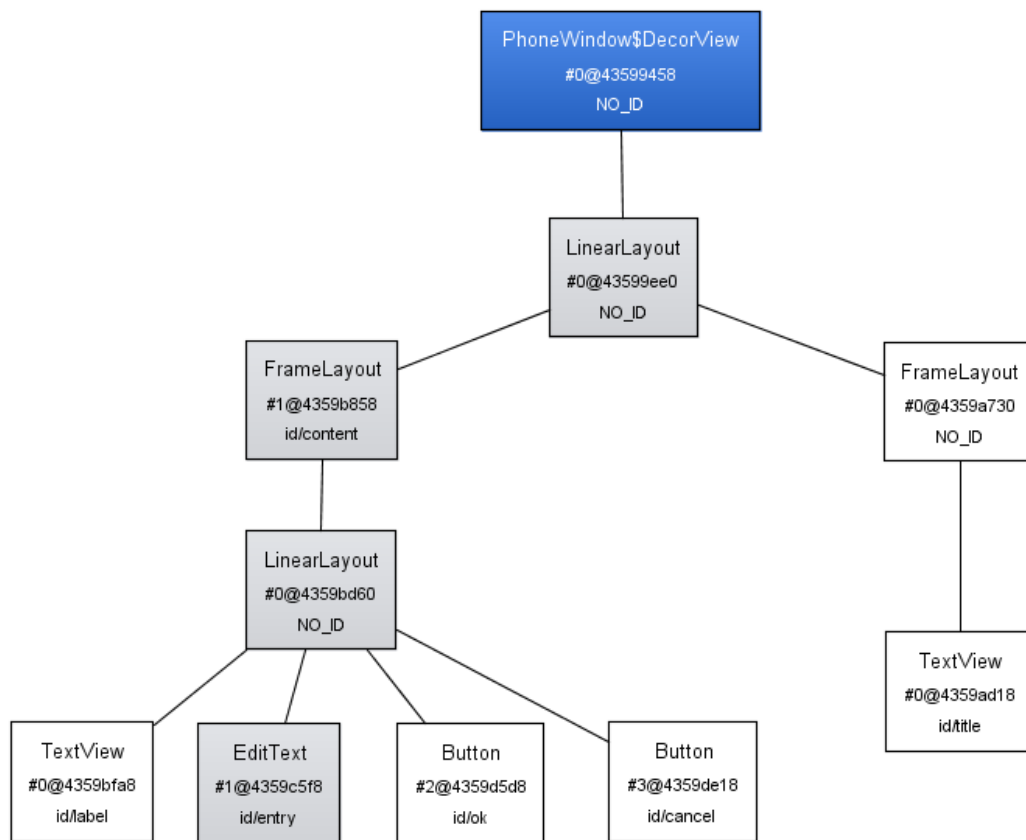 PhoneWindow$DecorView
#0@43599458
NO_ID
LinearLayout
#0@43599ee0
NO_ID
FrameLayout
#1@4359b858
id/content
FrameLayout
#0@4359a730
NO_ID
LinearLayout
#0@4359bd60
NO_ID
TextView
#0@4359ad18
id/title
TextView
#0@4359bfa8
id/label
EditText
#1@4359c5f8
id/entry
Button
#2@4359d5d8
id/ok
Button
#3@4359de18
id/cancel